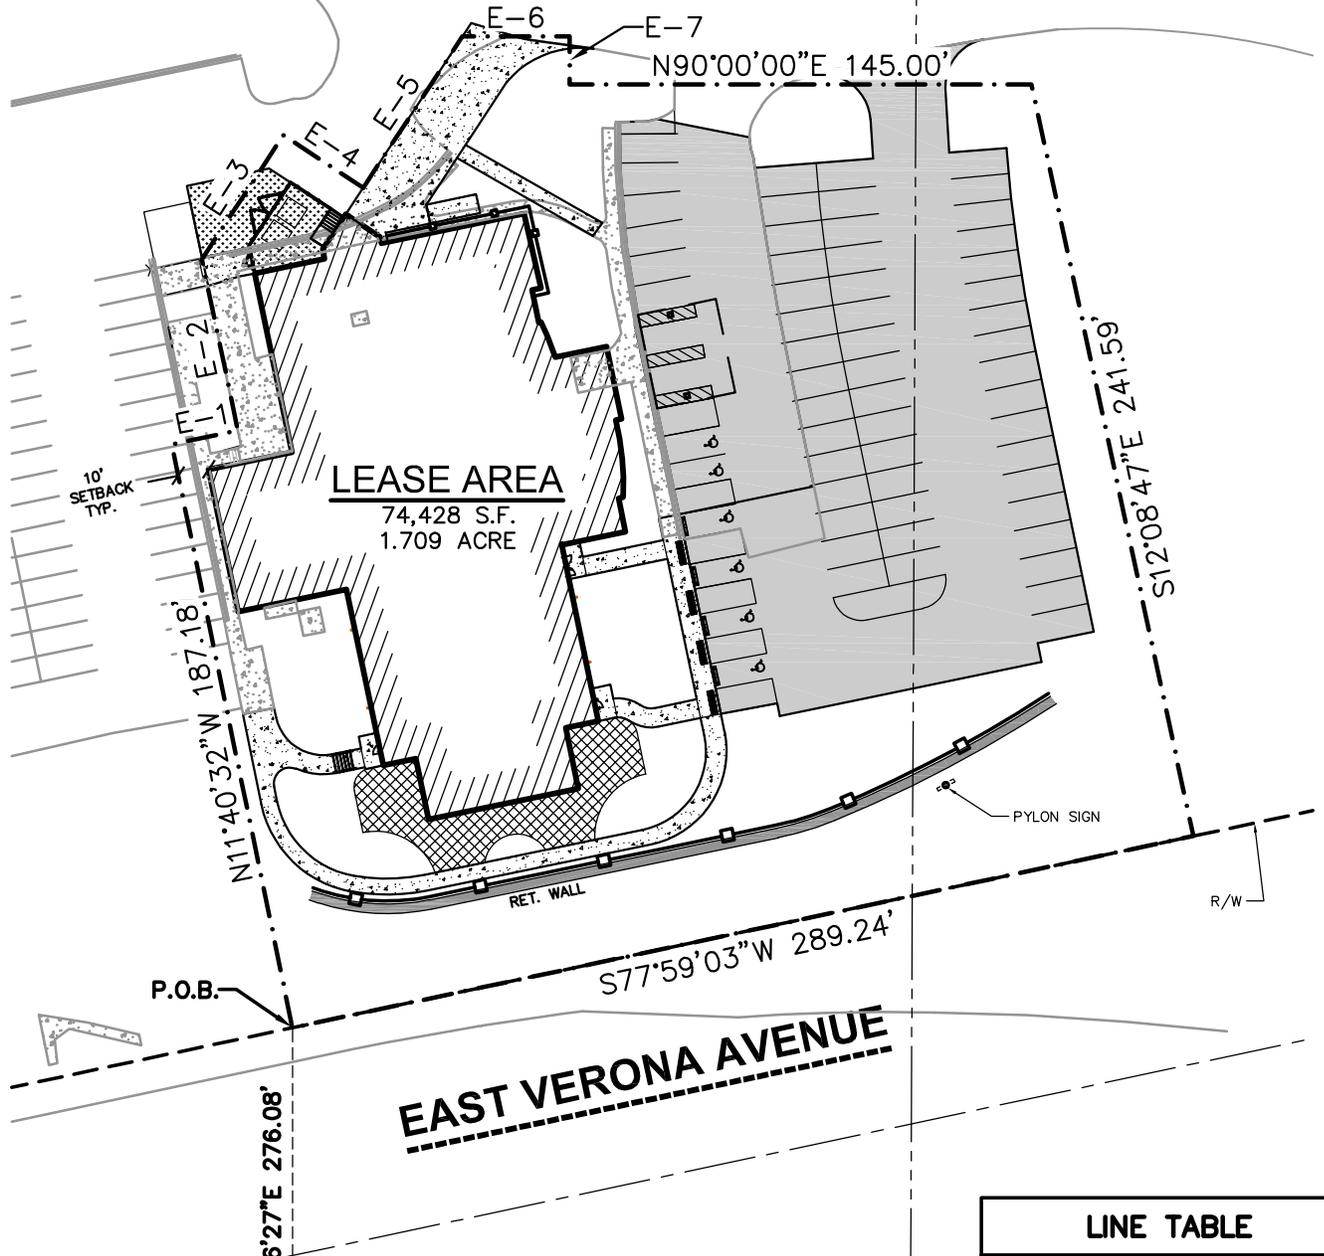 E-6
E-7
N90°00'00"E 145.00'
E-5
E-4
E-3
E-2
E-1
10'
SETBACK
TYP.
LEASE AREA
74,428 S.F.
1.709 ACRE
S12°08'47"E 241.59'
N11°40'32"W 187.18'
PYLON SIGN
RET. WALL
R/W
S77°59'03"W 289.24'
P.O.B.
EAST VERONA AVENUE
6'27"E 276.08'
LINE TABLE